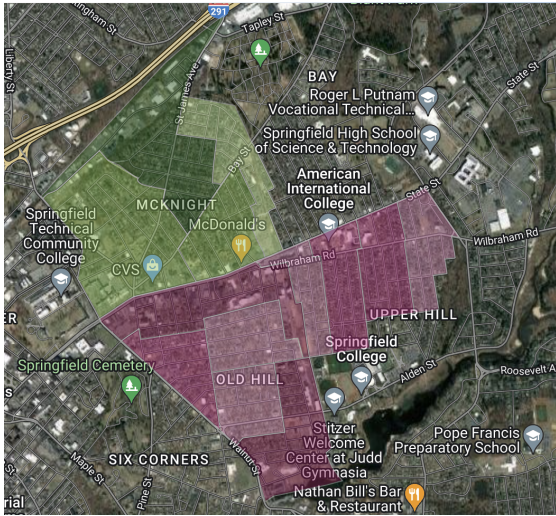 291
Tapley St
Liberty St
St James Ave
BAY
State St
Roger L Putnam
Vocational Technical...
Springfield High School
of Science & Technology
Bay St
American
International
College
State St
MCKNIGHT
McDonald's
Springfield
Technical
Community
College
Wilbraham Rd
Wilbraham Rd
CVS
ER
UPPER HILL
Springfield
College
Springfield Cemetery
OLD HILL
Alden St
Roosevelt A
S
Stitzer
Welcome
Center at Judd
Gymnasia
Pope Francis
Preparatory School
Walnut St
SIX CORNERS
Maple St
Pine St
St
Nathan Bill's Bar
& Restaurant
rial